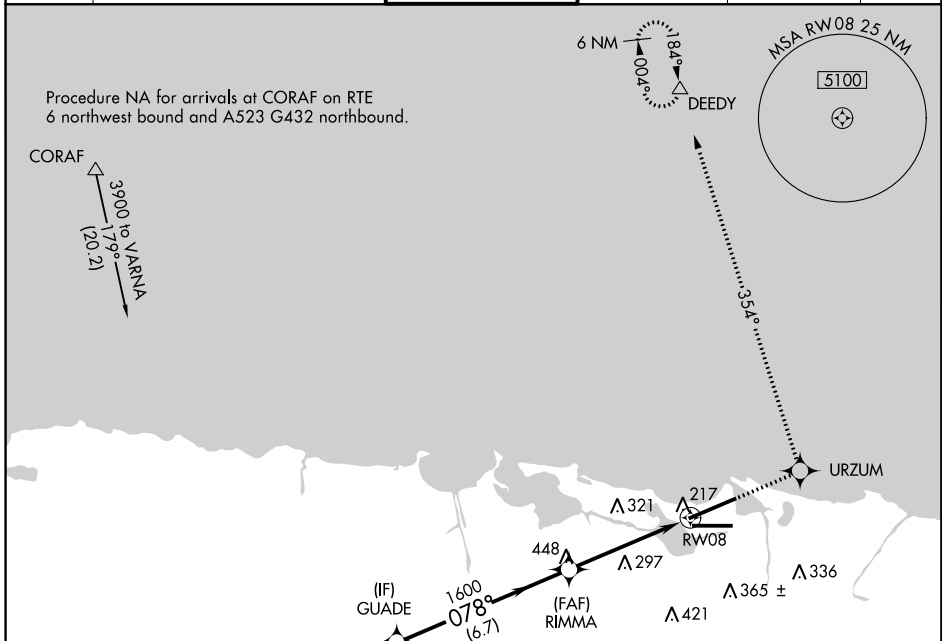 6 NM
184°
004°
DEEDY
MSA RW08 25 NM
5100
Procedure NA for arrivals at CORAF on RTE
6 northwest bound and A523 G432 northbound.
CORAF
3900 to VARNA
179°
(20.2)
354°
URZUM
321
217
RW08
448
297
336
365 ±
421
(IF)
GUADE
1600
078°
(6.7)
(FAF)
RIMMA